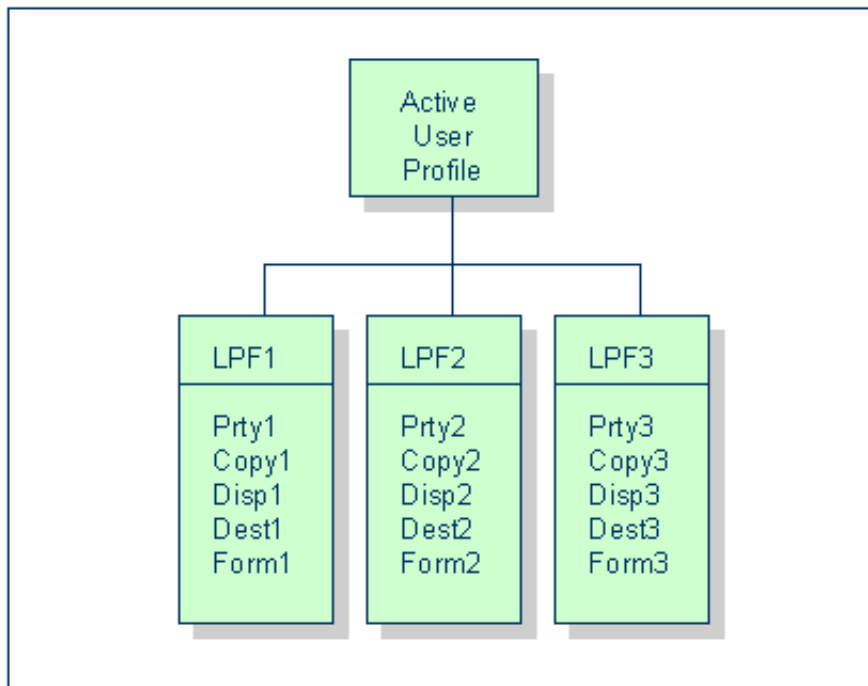 Active
User
Profile
LPF1
Prty1
Copy1
Disp1
Dest1
Form1
LPF2
Prty2
Copy2
Disp2
Dest2
Form2
LPF3
Prty3
Copy3
Disp3
Dest3
Form3